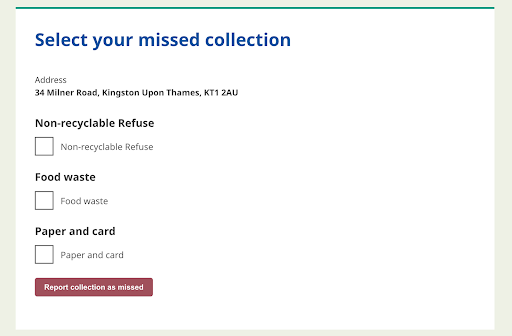 Select your missed collection
Address
34 Milner Road, Kingston Upon Thames, KT1 2AU
Non-recyclable Refuse
Non-recyclable Refuse
Food waste
Food waste
Paper and card
Paper and card
Report collection as missed